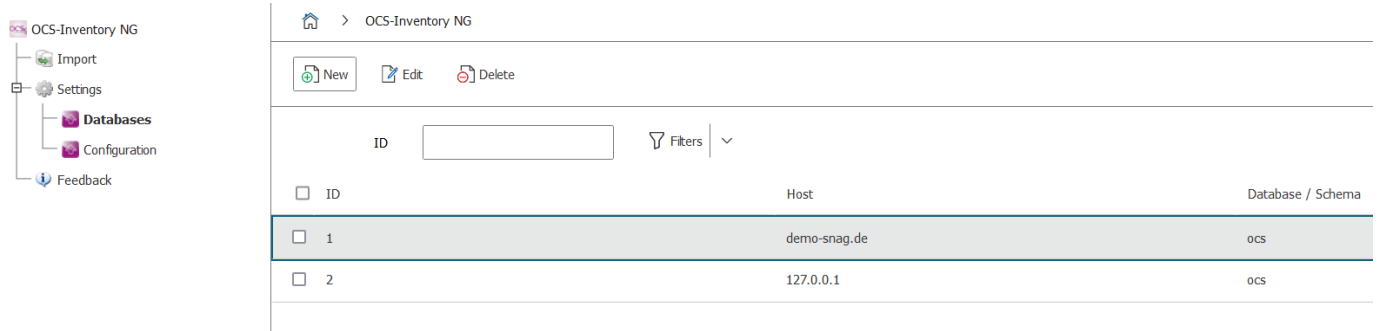 OCS-Inventory NG
Import
Settings
Databases
Configuration
Feedback
> OCS-Inventory NG
New Edit Delete
ID Filters
ID Host Database / Schema
1 demo-snag.de ocs
2 127.0.0.1 ocs